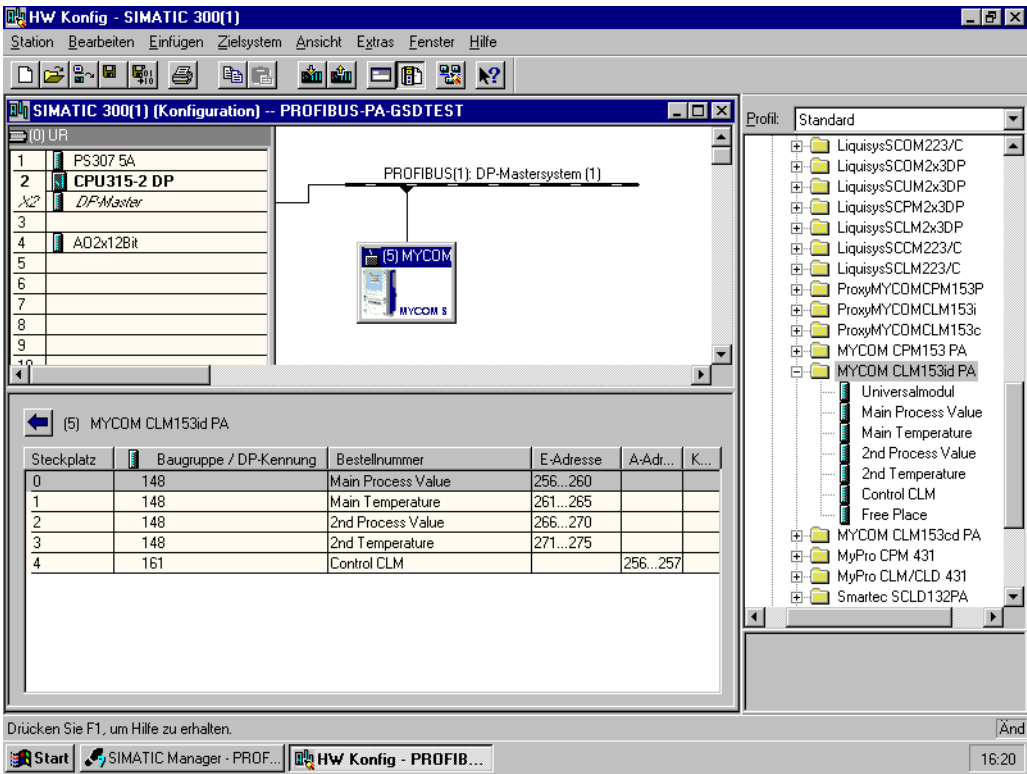 HW Konfig - SIMATIC 300(1)
Station Bearbeiten Einfügen Zielsystem Ansicht Extras Fenster Hilfe
SIMATIC 300(1) (Konfiguration) -- PROFIBUS-PA-GSDTEST
(0) UR
1 PS307 5A
2 CPU315-2 DP
X2 DP-Master
3
4 AO2x12Bit
5
6
7
8
9
10
PROFIBUS(1): DP-Mastersystem (1)
(5) MYCOM
MYCOM S
(5) MYCOM CLM153id PA
Steckplatz Baugruppe / DP-Kennung Bestellnummer E-Adresse A-Adr... K...
0 148 Main Process Value 256...260
1 148 Main Temperature 261...265
2 148 2nd Process Value 266...270
3 148 2nd Temperature 271...275
4 161 Control CLM 256...257
Profil: Standard
LiquisysSCOM223/C
LiquisysSCOM2x3DP
LiquisysSCUM2x3DP
LiquisysSCPM2x3DP
LiquisysSCLM2x3DP
LiquisysSCCM223/C
LiquisysSCLM223/C
ProxyMYCOMCPM153P
ProxyMYCOMCLM153i
ProxyMYCOMCLM153c
MYCOM CPM153 PA
MYCOM CLM153id PA
Universalmodul
Main Process Value
Main Temperature
2nd Process Value
2nd Temperature
Control CLM
Free Place
MYCOM CLM153cd PA
MyPro CPM 431
MyPro CLM/CLD 431
Smartec SCLD132PA
Drücken Sie F1, um Hilfe zu erhalten.
Änd
Start SIMATIC Manager - PROF... HW Konfig - PROFIB... 16:20